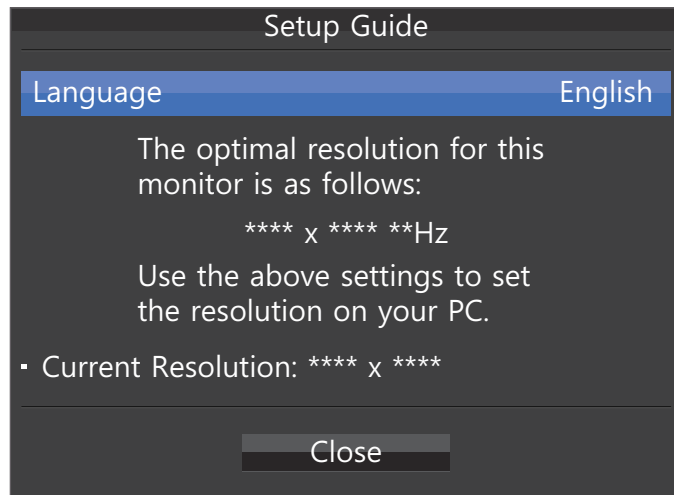 Setup Guide
Language English
The optimal resolution for this
monitor is as follows:
**** x **** **Hz
Use the above settings to set
the resolution on your PC.
Current Resolution: **** x ****
Close